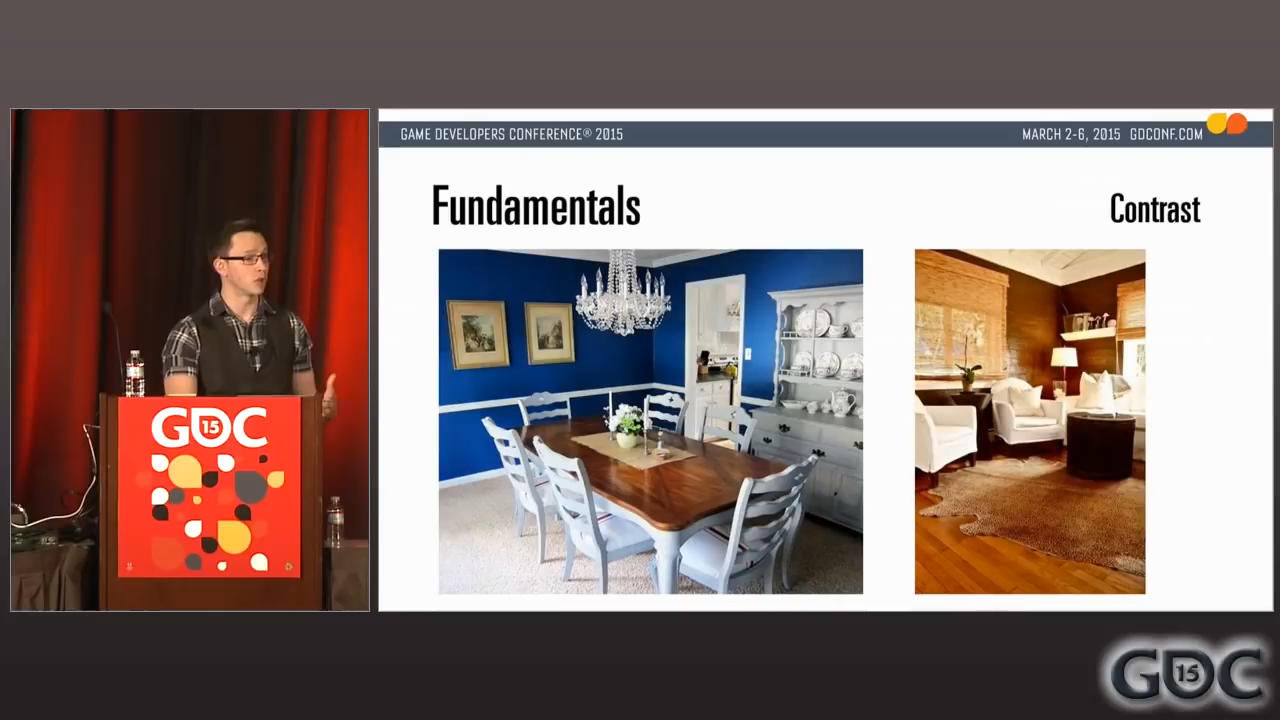 GAME DEVELOPERS CONFERENCE® 2015
MARCH 2-6, 2015 GDCONF.COM
Fundamentals
Contrast
GDC
15
GDC
15